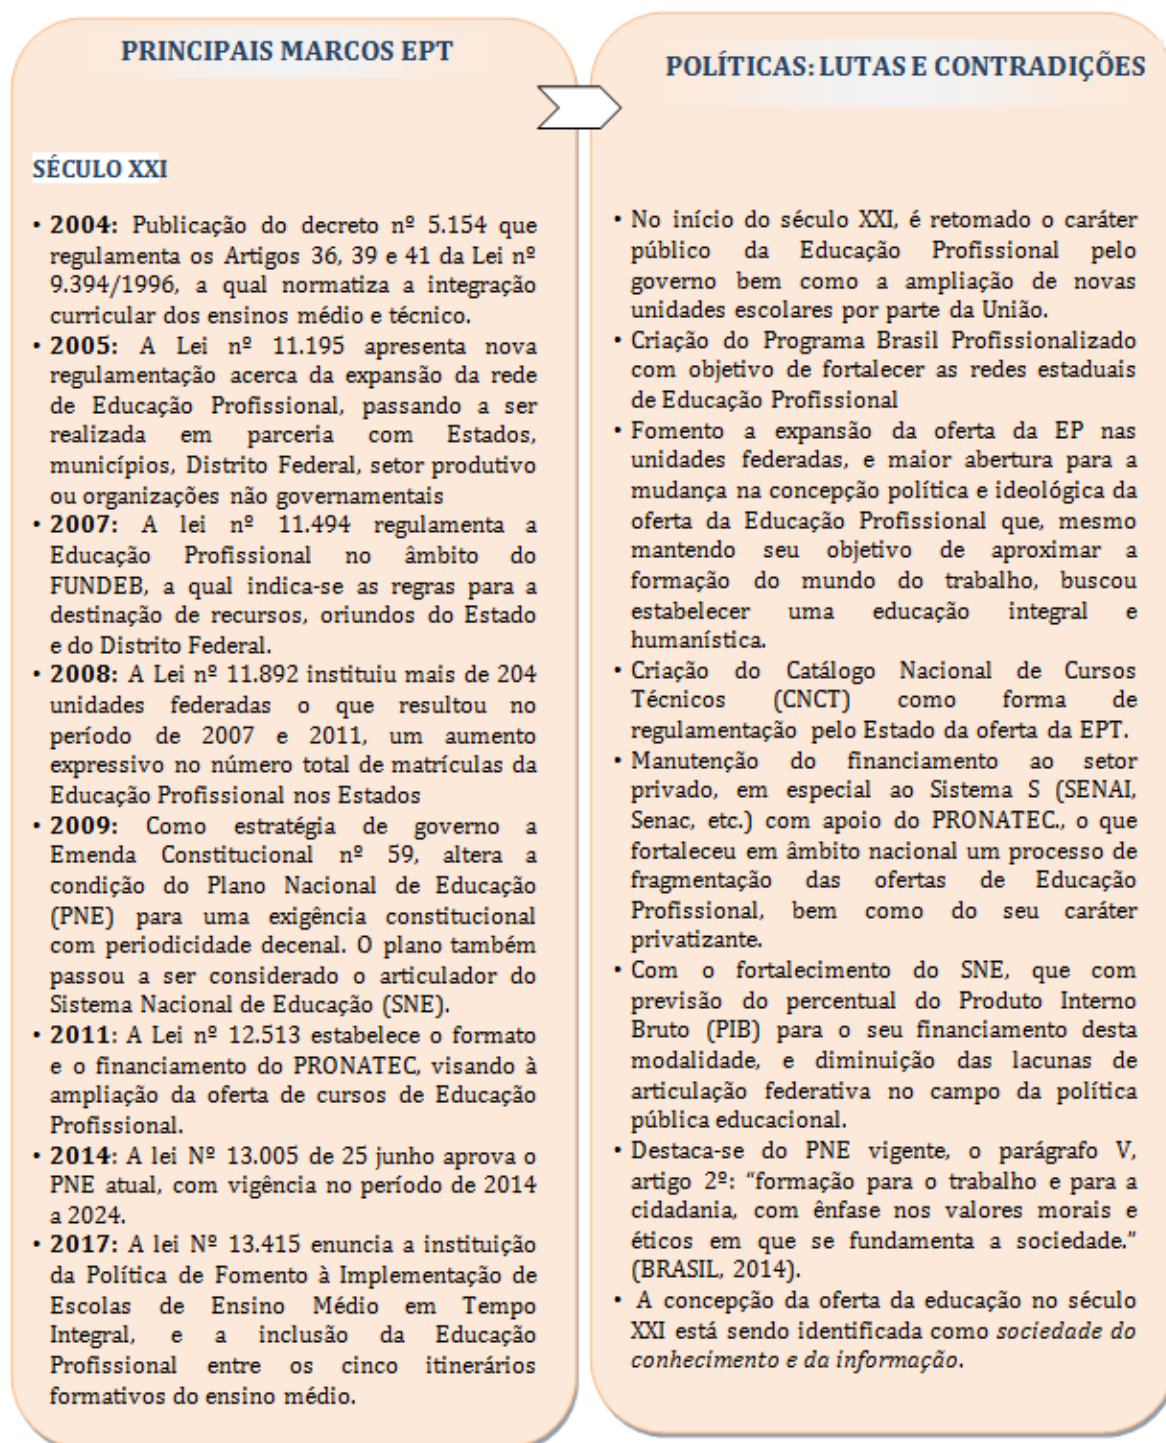 PRINCIPAIS MARCOS EPT
SÉCULO XXI
• 2004: Publicação do decreto nº 5.154 que
regulamenta os Artigos 36, 39 e 41 da Lei nº
9.394/1996, a qual normatiza a integração
curricular dos ensinos médio e técnico.
• 2005: A Lei nº 11.195 apresenta nova
regulamentação acerca da expansão da rede
de Educação Profissional, passando a ser
realizada em parceria com Estados,
municípios, Distrito Federal, setor produtivo
ou organizações não governamentais
• 2007: A lei nº 11.494 regulamenta a
Educação Profissional no âmbito do
FUNDEB, a qual indica-se as regras para a
destinação de recursos, oriundos do Estado
e do Distrito Federal.
• 2008: A Lei nº 11.892 instituiu mais de 204
unidades federadas o que resultou no
período de 2007 e 2011, um aumento
expressivo no número total de matrículas da
Educação Profissional nos Estados
• 2009: Como estratégia de governo a
Emenda Constitucional nº 59, altera a
condição do Plano Nacional de Educação
(PNE) para uma exigência constitucional
com periodicidade decenal. O plano também
passou a ser considerado o articulador do
Sistema Nacional de Educação (SNE).
• 2011: A Lei nº 12.513 estabelece o formato
e o financiamento do PRONATEC, visando à
ampliação da oferta de cursos de Educação
Profissional.
• 2014: A lei Nº 13.005 de 25 junho aprova o
PNE atual, com vigência no período de 2014
a 2024.
• 2017: A lei Nº 13.415 enuncia a instituição
da Política de Fomento à Implementação de
Escolas de Ensino Médio em Tempo
Integral, e a inclusão da Educação
Profissional entre os cinco itinerários
formativos do ensino médio.
POLÍTICAS: LUTAS E CONTRADIÇÕES
• No início do século XXI, é retomado o caráter
público da Educação Profissional pelo
governo bem como a ampliação de novas
unidades escolares por parte da União.
• Criação do Programa Brasil Profissionalizado
com objetivo de fortalecer as redes estaduais
de Educação Profissional
• Fomento a expansão da oferta da EP nas
unidades federadas, e maior abertura para a
mudança na concepção política e ideológica da
oferta da Educação Profissional que, mesmo
mantendo seu objetivo de aproximar a
formação do mundo do trabalho, buscou
estabelecer uma educação integral e
humanística.
• Criação do Catálogo Nacional de Cursos
Técnicos (CNCT) como forma de
regulamentação pelo Estado da oferta da EPT.
• Manutenção do financiamento ao setor
privado, em especial ao Sistema S (SENAI,
Senac, etc.) com apoio do PRONATEC., o que
fortaleceu em âmbito nacional um processo de
fragmentação das ofertas de Educação
Profissional, bem como do seu caráter
privatizante.
• Com o fortalecimento do SNE, que com
previsão do percentual do Produto Interno
Bruto (PIB) para o seu financiamento desta
modalidade, e diminuição das lacunas de
articulação federativa no campo da política
pública educacional.
• Destaca-se do PNE vigente, o parágrafo V,
artigo 2º: “formação para o trabalho e para a
cidadania, com ênfase nos valores morais e
éticos em que se fundamenta a sociedade.”
(BRASIL, 2014).
• A concepção da oferta da educação no século
XXI está sendo identificada como sociedade do
conhecimento e da informação.